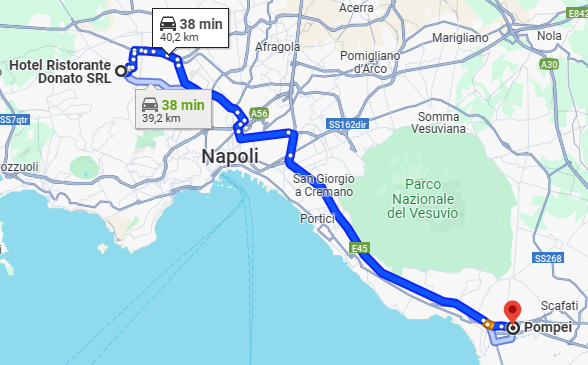 Acerra
E842
38 min
40,2 km
Marigliano
Nola
Afragola
Pomigliano
d'Arco
A30
Hotel Ristorante
Donato SRL
38 min
39,2 km
A56
SS7qtr
SS162dir
Somma
Vesuviana
Napoli
ozzuoli
San Giorgio
a Cremano
Parco
Nazionale
del Vesuvio
Portici
E45
SS268
i
Scafati
Pompei